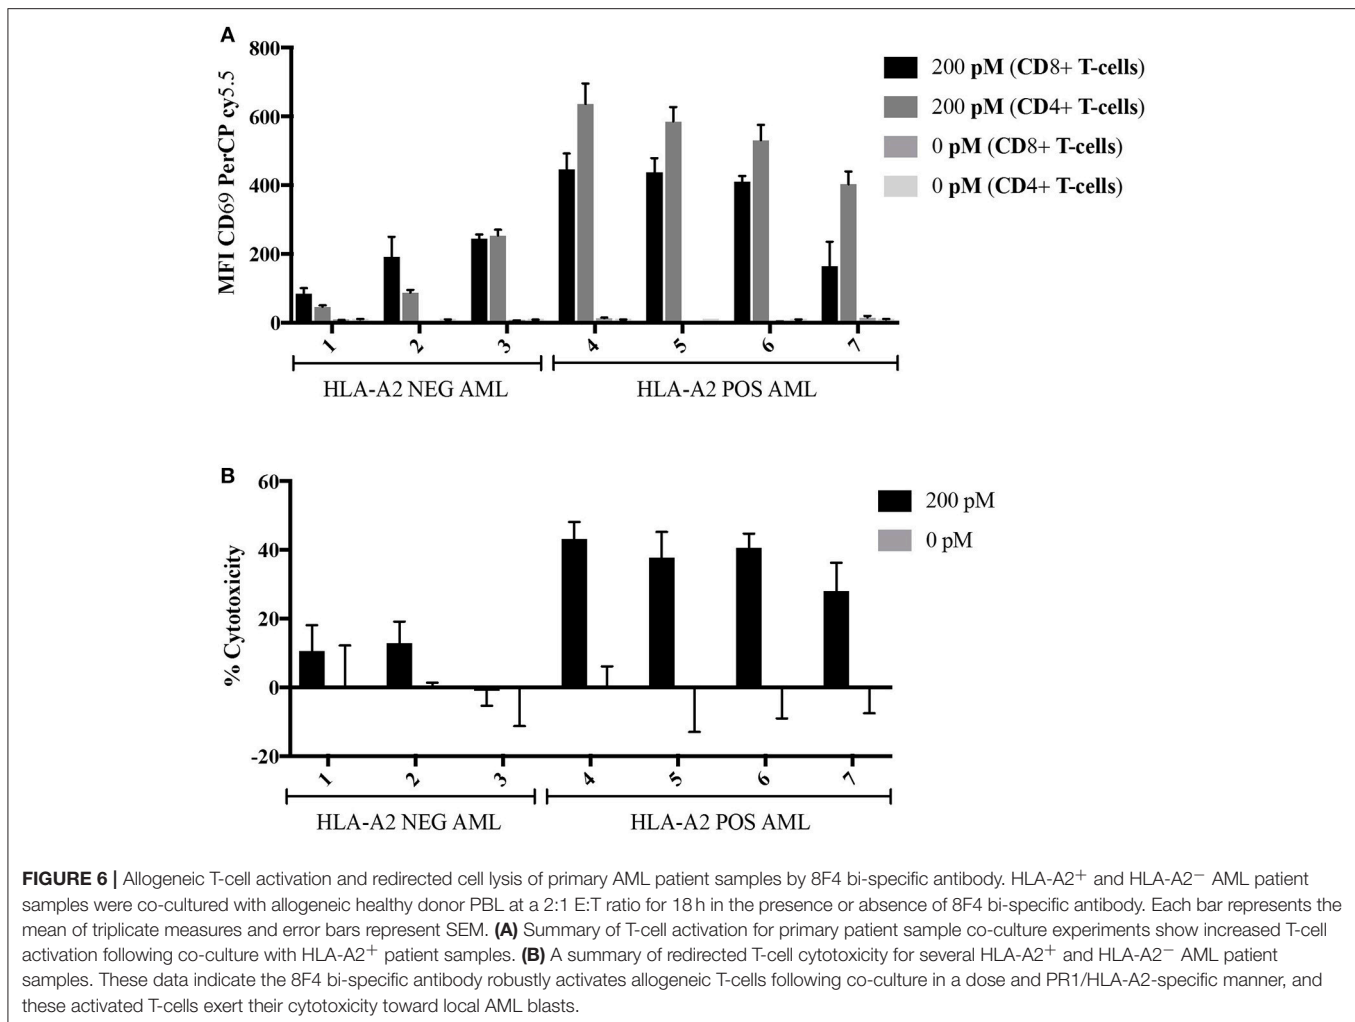 A
800
600
400
200
0
MFI CD69 PerCP cy5.5
1 2 3 4 5 6 7
HLA-A2 NEG AML HLA-A2 POS AML
200 pM (CD8+ T-cells)
200 pM (CD4+ T-cells)
0 pM (CD8+ T-cells)
0 pM (CD4+ T-cells)
B
60
40
20
0
-20
% Cytotoxicity
1 2 3 4 5 6 7
HLA-A2 NEG AML HLA-A2 POS AML
200 pM
0 pM
FIGURE 6 | Allogeneic T-cell activation and redirected cell lysis of primary AML patient samples by 8F4 bi-specific antibody. HLA-A2+ and HLA-A2− AML patient
samples were co-cultured with allogeneic healthy donor PBL at a 2:1 E:T ratio for 18 h in the presence or absence of 8F4 bi-specific antibody. Each bar represents the
mean of triplicate measures and error bars represent SEM. (A) Summary of T-cell activation for primary patient sample co-culture experiments show increased T-cell
activation following co-culture with HLA-A2+ patient samples. (B) A summary of redirected T-cell cytotoxicity for several HLA-A2+ and HLA-A2− AML patient
samples. These data indicate the 8F4 bi-specific antibody robustly activates allogeneic T-cells following co-culture in a dose and PR1/HLA-A2-specific manner, and
these activated T-cells exert their cytotoxicity toward local AML blasts.